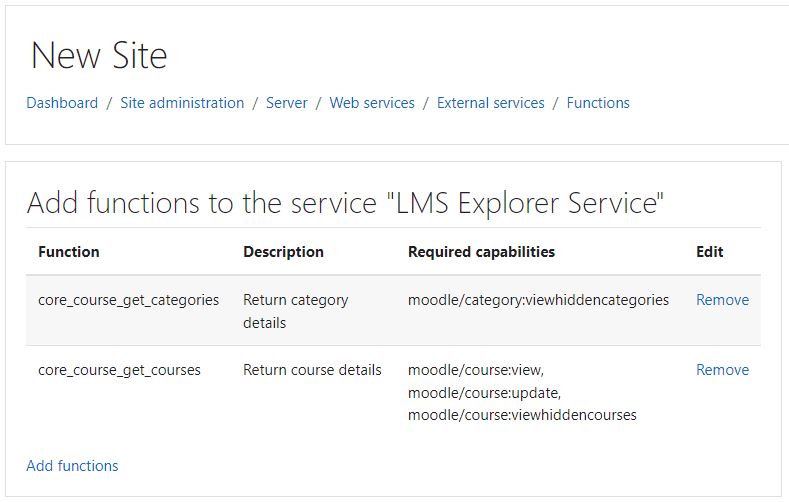 New Site
Dashboard / Site administration / Server / Web services / External services / Functions
Add functions to the service "LMS Explorer Service"
Function Description Required capabilities Edit
core_course_get_categories Return category moodle/category:viewhiddencategories Remove
details
core_course_get_courses Return course details moodle/course:view, Remove
moodle/course:update,
moodle/course:viewhiddencourses
Add functions